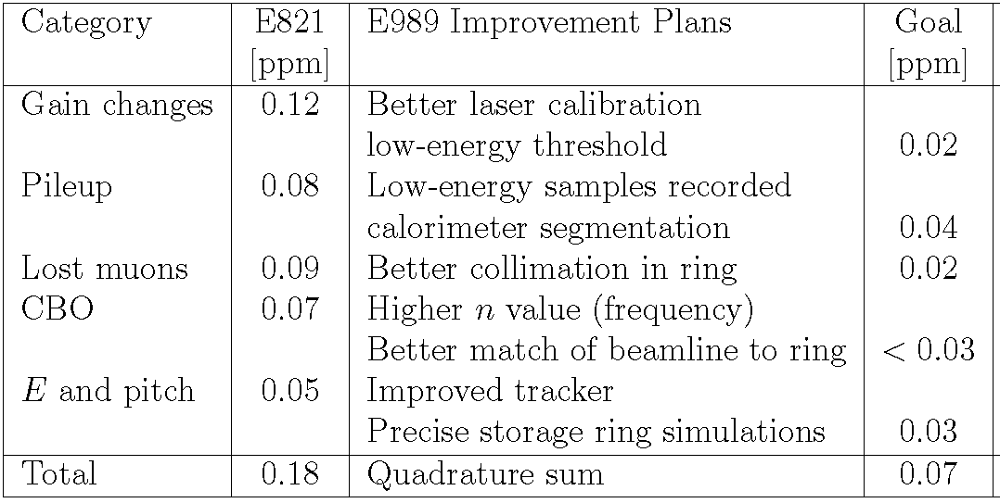 Category E821 E989 Improvement Plans Goal
[ppm] [ppm]
Gain changes 0.12 Better laser calibration
low-energy threshold 0.02
Pileup 0.08 Low-energy samples recorded
calorimeter segmentation 0.04
Lost muons 0.09 Better collimation in ring 0.02
CBO 0.07 Higher n value (frequency)
Better match of beamline to ring < 0.03
E and pitch 0.05 Improved tracker
Precise storage ring simulations 0.03
Total 0.18 Quadrature sum 0.07